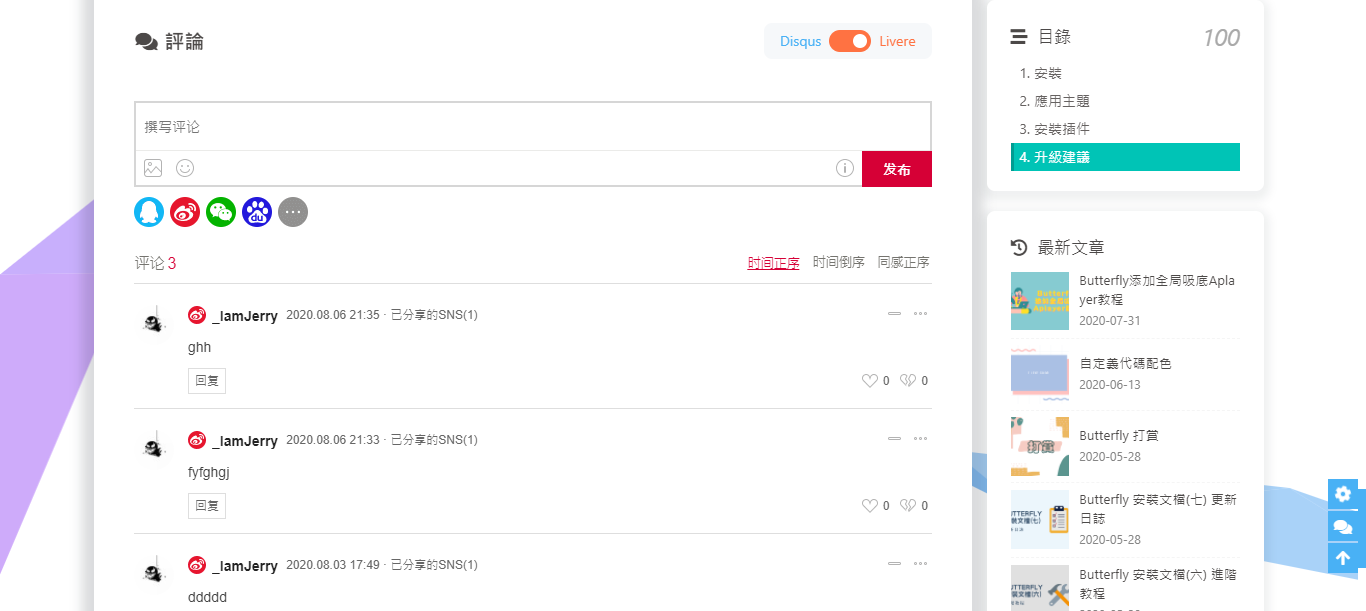 評論
Disqus Livere
撰写评论
发布
du
评论 3
时间正序 时间倒序 同感正序
_IamJerry 2020.08.06 21:35 · 已分享的SNS(1)
ghh
回复
0 0
_IamJerry 2020.08.06 21:33 · 已分享的SNS(1)
fyfghgj
回复
0 0
_IamJerry 2020.08.03 17:49 · 已分享的SNS(1)
ddddd
目錄 100
1. 安裝
2. 應用主題
3. 安裝插件
4. 升級建議
最新文章
Butterfly添加全局吸底Apla
yer教程
2020-07-31
自定義代碼配色
2020-06-13
打賞
Butterfly 打賞
2020-05-28
Butterfly 安裝文檔(七) 更新
日誌
2020-05-28
Butterfly 安裝文檔(六) 進階
教程